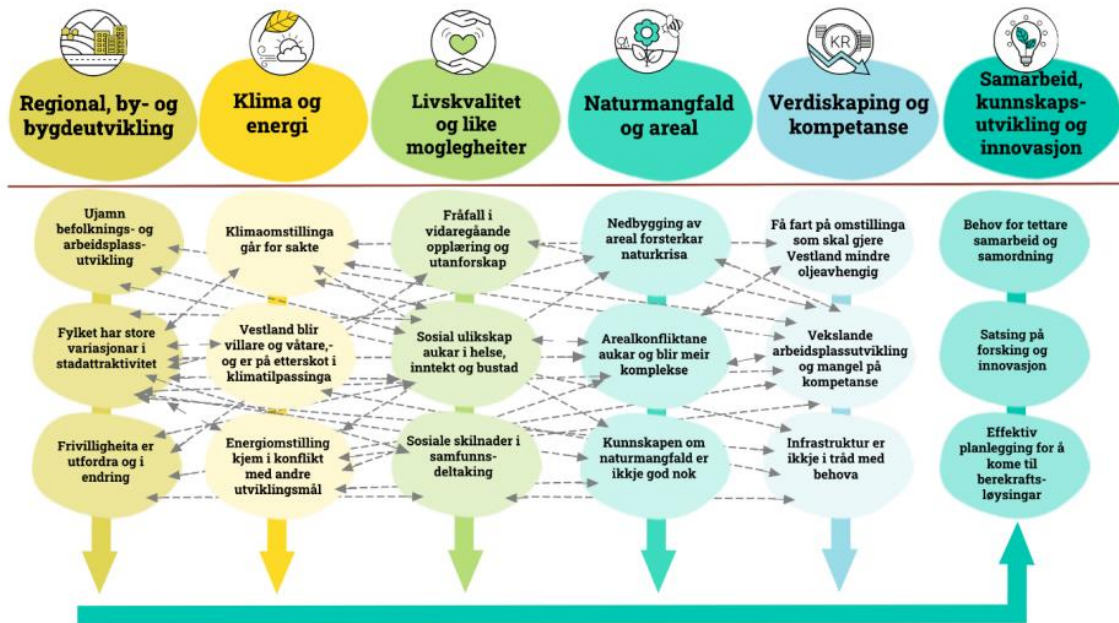 KR
Regional, by- og
bygdeutvikling
Klima og
energi
Livskvalitet
og like
moglegheiter
Naturmangfald
og areal
Verdiskaping og
kompetanse
Samarbeid,
kunnskaps-
utvikling og
innovasjon
Ujamn
befolknings- og
arbeidsplass-
utvikling
Klimaomstillinga
går for sakte
Fråfall i
vidaregåande
opplæring og
utanforskap
Nedbygging av
areal forsterkar
naturkrisa
Få fart på omstillinga
som skal gjere
Vestland mindre
oljeavhengig
Behov for tettare
samarbeid og
samordning
Fylket har store
variasjonar i
stadattraktivitet
Vestland blir
villare og våtare,-
og er på etterskot i
klimatilpassinga
Sosial ulikskap
aukar i helse,
inntekt og bustad
Arealkonfliktane
aukar og blir meir
komplekse
Vekslande
arbeidsplassutvikling
og mangel på
kompetanse
Satsing på
forsking og
innovasjon
Frivilligheita er
utfordra og i
endring
Energiomstilling
kjem i konflikt
med andre
utviklingsmål
Sosiale skilnader i
samfunns-
deltaking
Kunnskapen om
naturmangfald er
ikkje god nok
Infrastruktur er
ikkje i tråd med
behova
Effektiv
planlegging for å
kome til
berekrafts-
løysingar